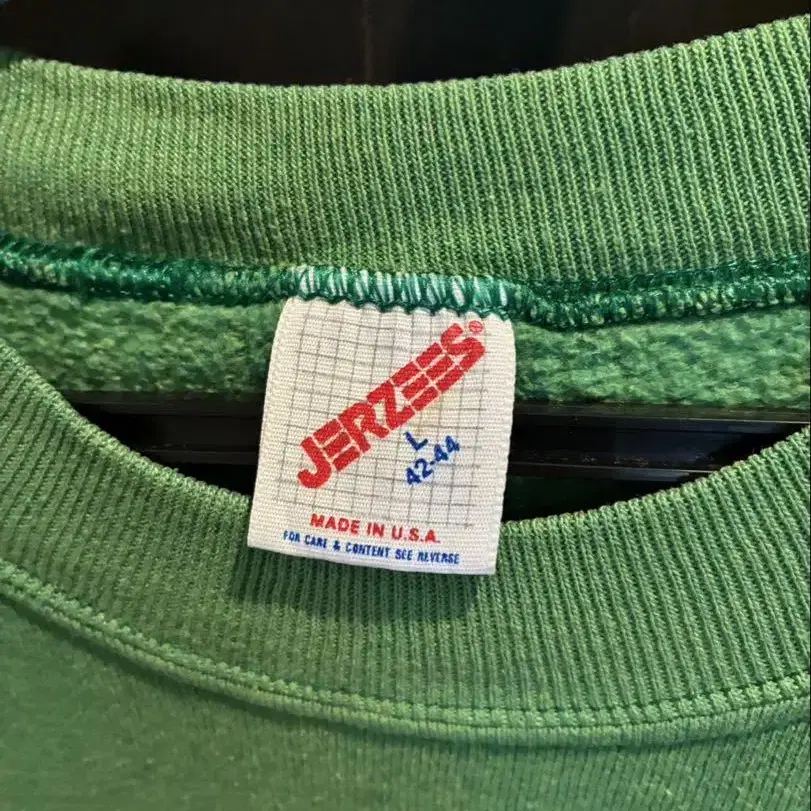 JERZEES®
L
42-44
MADE IN U.S.A.
FOR CARE & CONTENT SEE REVERSE